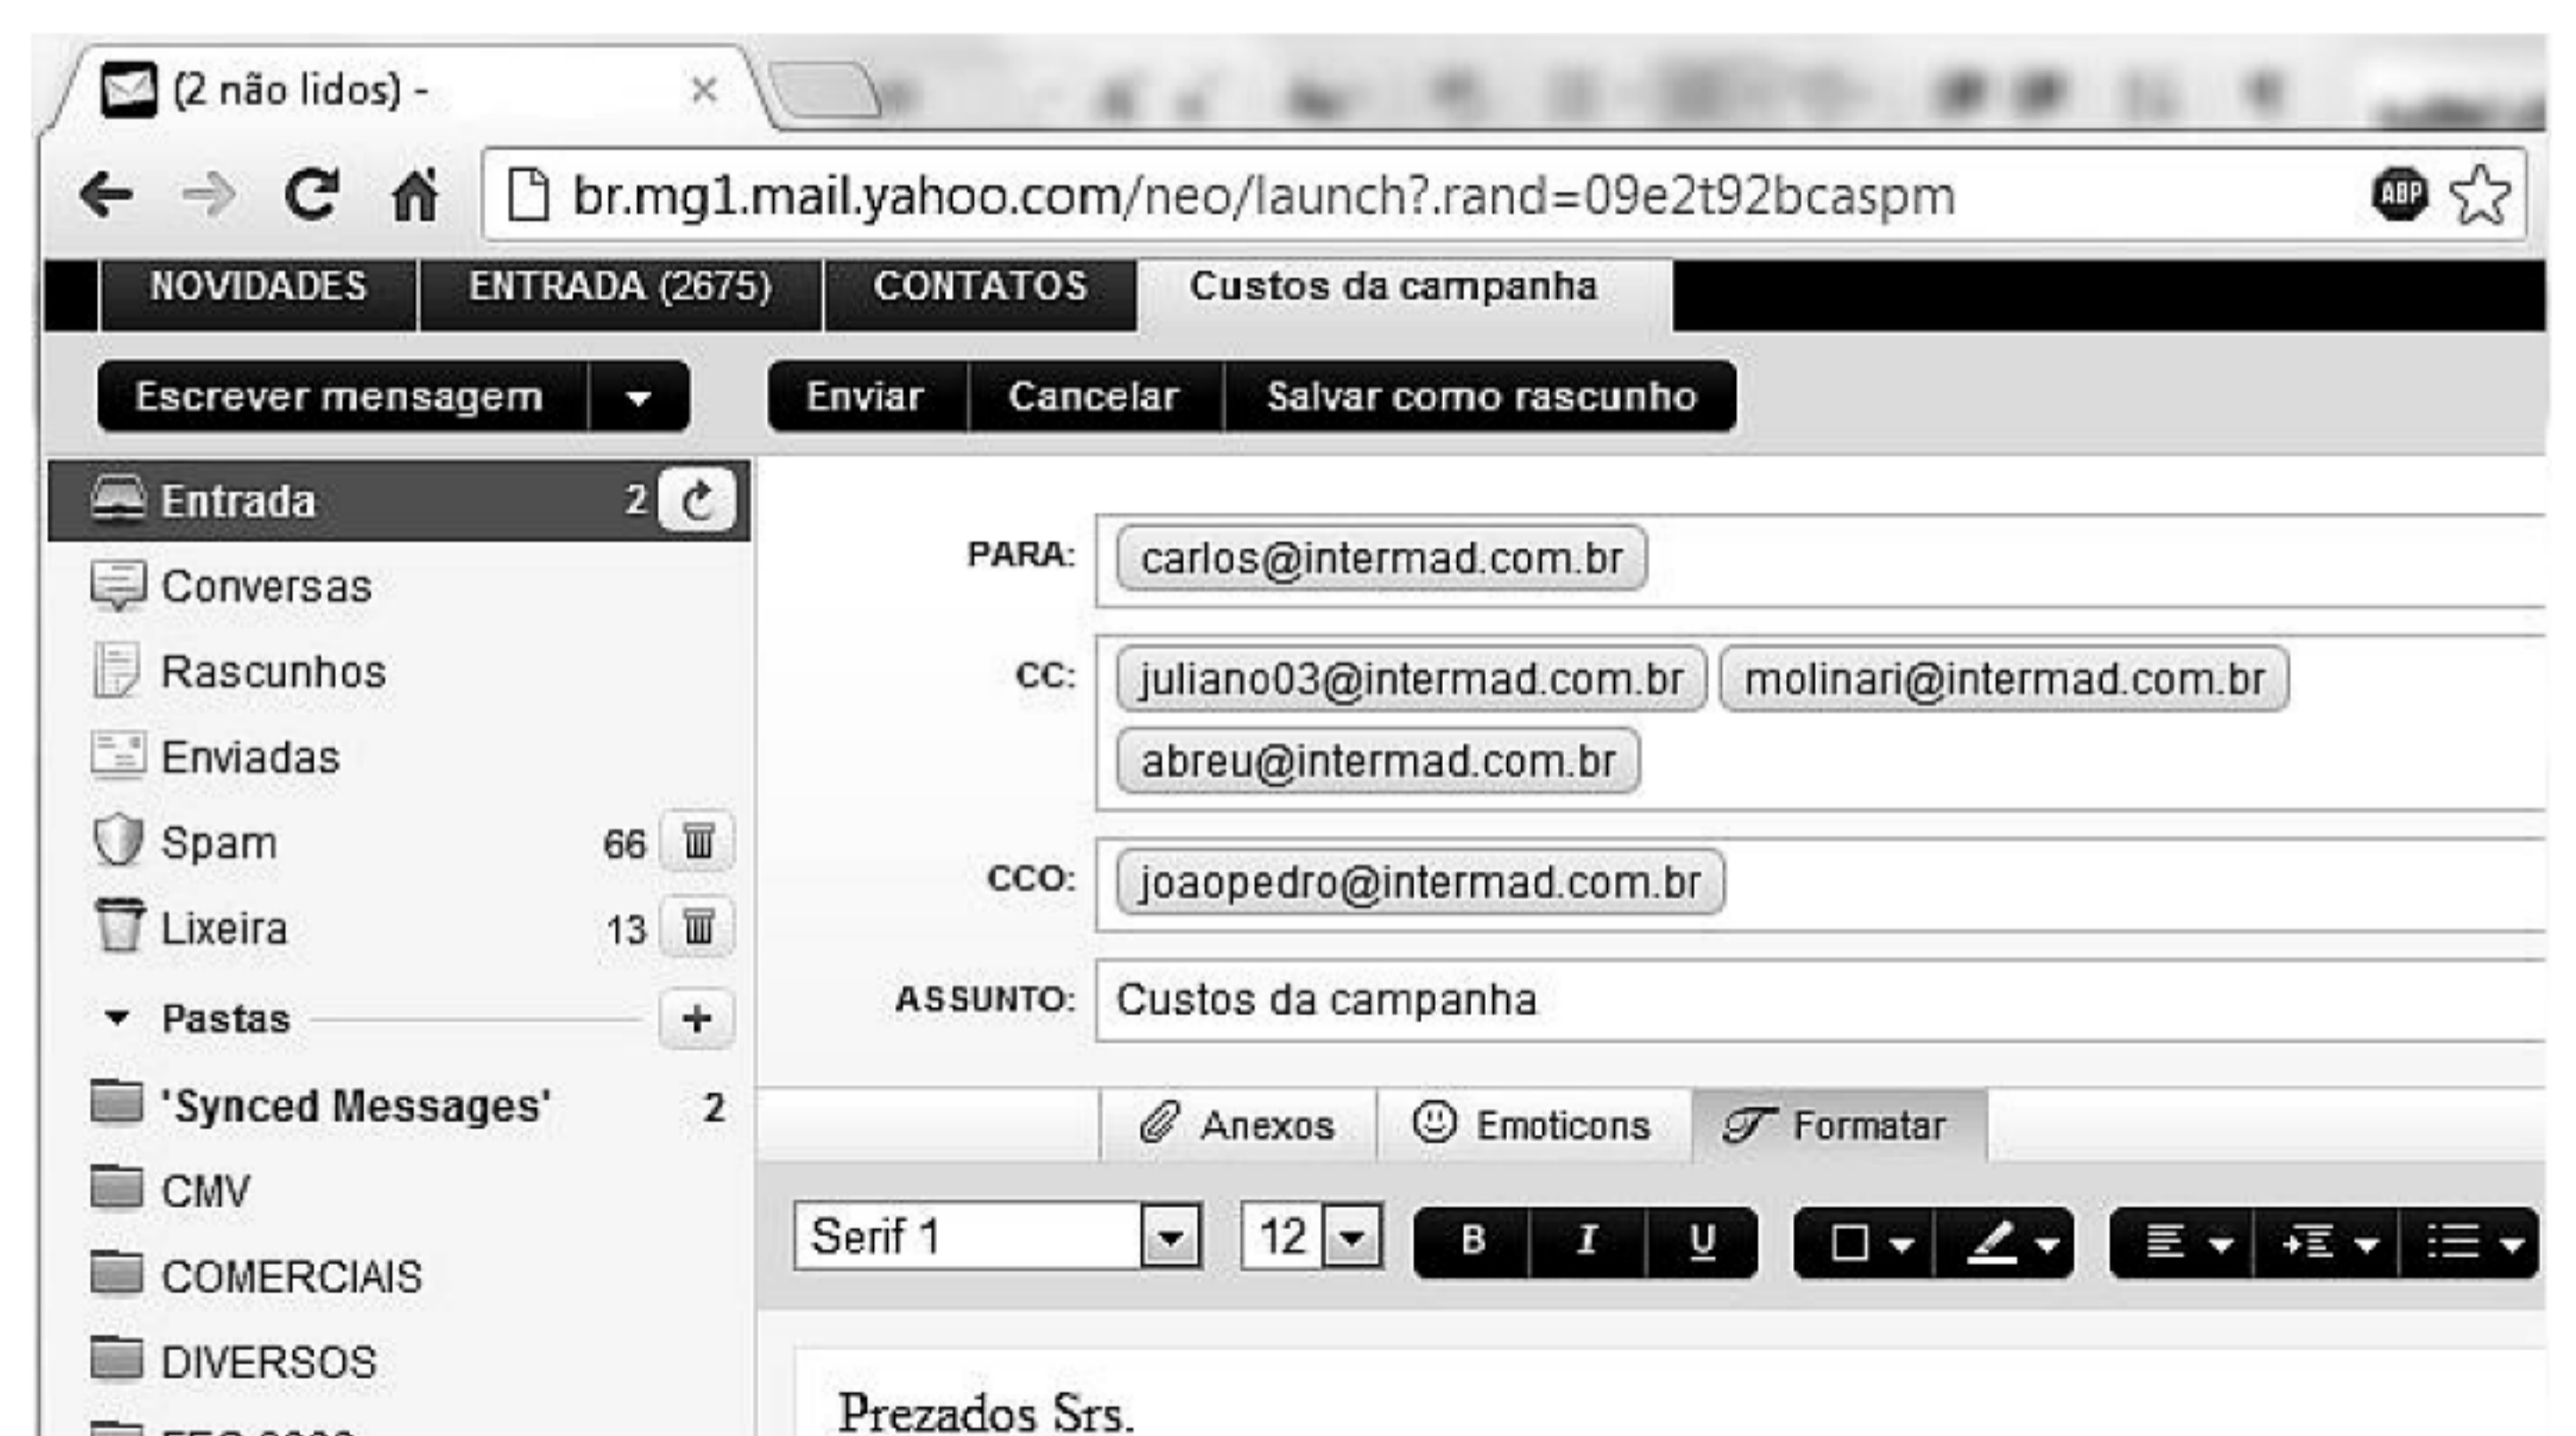 (2 não lidos) -
br.mg1.mail.yahoo.com/neo/launch?.rand=09e2t92bcaspm
ABP
NOVIDADES ENTRADA (2675) CONTATOS Custos da campanha
Escrever mensagem Enviar Cancelar Salvar como rascunho
Entrada 2
Conversas
Rascunhos
Enviadas
Spam 66
Lixeira 13
Pastas +
'Synced Messages' 2
CMV
COMERCIAIS
DIVERSOS
PARA: carlos@intermad.com.br
CC: juliano03@intermad.com.br molinari@intermad.com.br
abreu@intermad.com.br
CCO: joaopedro@intermad.com.br
ASSUNTO: Custos da campanha
Anexos Emoticons Formatar
Serif 1 12 B I U
Prezados Srs.